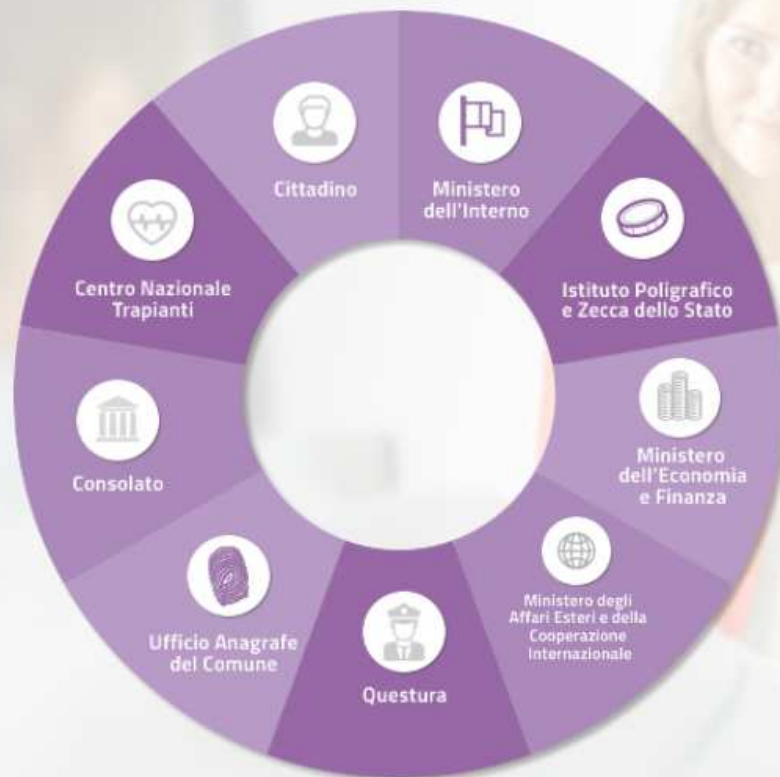 Cittadino
Ministero
dell'Interno
Istituto Poligrafico
e Zecca dello Stato
Ministero
dell'Economia
e Finanza
Ministero degli
Affari Esteri e della
Cooperazione
Internazionale
Questura
Ufficio Anagrafe
del Comune
Consolato
Centro Nazionale
Trapianti